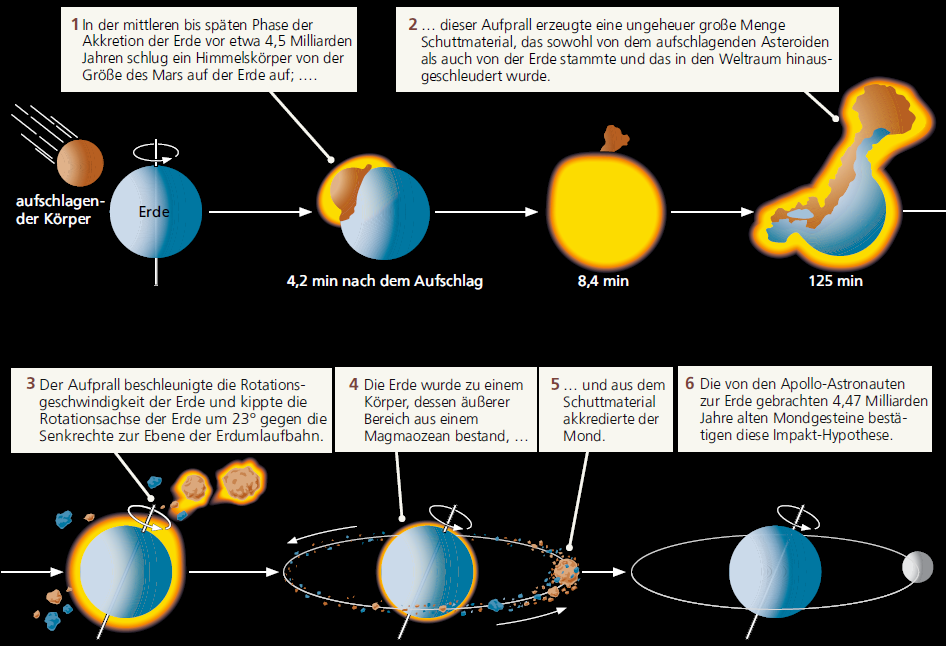 1 In der mittleren bis späten Phase der
Akkretion der Erde vor etwa 4,5 Milliarden
Jahren schlug ein Himmelskörper von der
Größe des Mars auf der Erde auf; ....
2 ... dieser Aufprall erzeugte eine ungeheuer große Menge
Schuttmaterial, das sowohl von dem aufschlagenden Asteroiden
als auch von der Erde stammte und das in den Weltraum hinaus-
geschleudert wurde.
aufschlagen-
der Körper
Erde
4,2 min nach dem Aufschlag
8,4 min
125 min
3 Der Aufprall beschleunigte die Rotations-
geschwindigkeit der Erde und kippte die
Rotationsachse der Erde um 23° gegen die
Senkrechte zur Ebene der Erdumlaufbahn.
4 Die Erde wurde zu einem
Körper, dessen äußerer
Bereich aus einem
Magmaozean bestand, ...
5 ... und aus dem
Schuttmaterial
akkredierte der
Mond.
6 Die von den Apollo-Astronauten
zur Erde gebrachten 4,47 Milliarden
Jahre alten Mondgesteine bestä-
tigen diese Impakt-Hypothese.